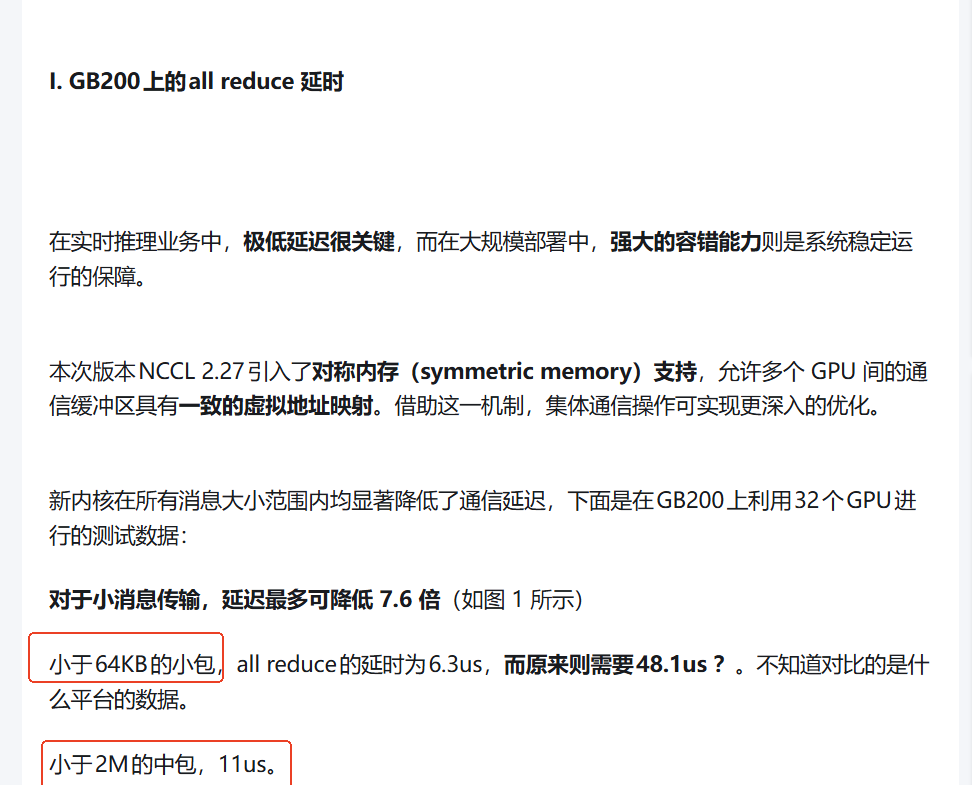 I. GB200上的all reduce 延时
在实时推理业务中，极低延迟很关键，而在大规模部署中，强大的容错能力则是系统稳定运
行的保障。
本次版本NCCL 2.27引入了对称内存（symmetric memory）支持，允许多个 GPU 间的通
信缓冲区具有一致的虚拟地址映射。借助这一机制，集体通信操作可实现更深入的优化。
新内核在所有消息大小范围内均显著降低了通信延迟，下面是在GB200上利用32个GPU进
行的测试数据：
对于小消息传输，延迟最多可降低 7.6 倍（如图 1 所示）
小于64KB的小包，all reduce的延时为6.3us，而原来则需要48.1us？。不知道对比的是什
么平台的数据。
小于2M的中包，11us。